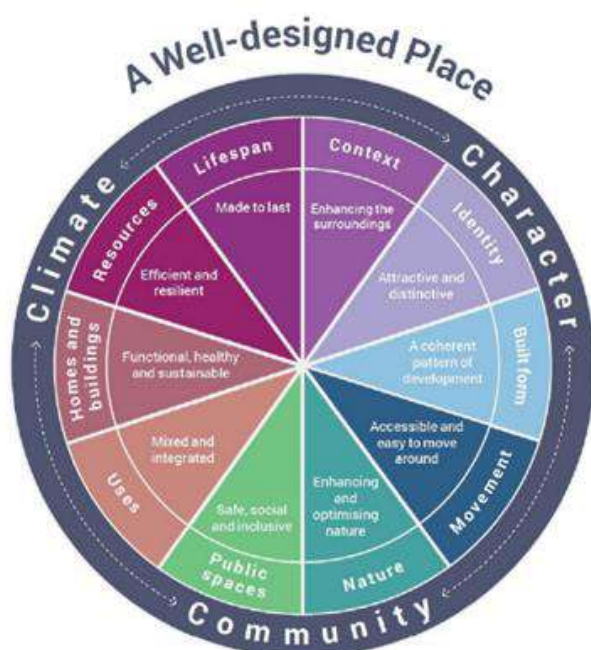 A Well-designed Place
Climate
Character
Community
Context
Enhancing the
surroundings
Identity
Attractive and
distinctive
Built form
A coherent
pattern of
development
Movement
Accessible and
easy to move
around
Nature
Enhancing
and
optimising
nature
Public
spaces
Safe, social
and inclusive
Uses
Mixed and
integrated
Homes and
buildings
Functional, healthy
and sustainable
Resources
Efficient and
resilient
Lifespan
Made to last